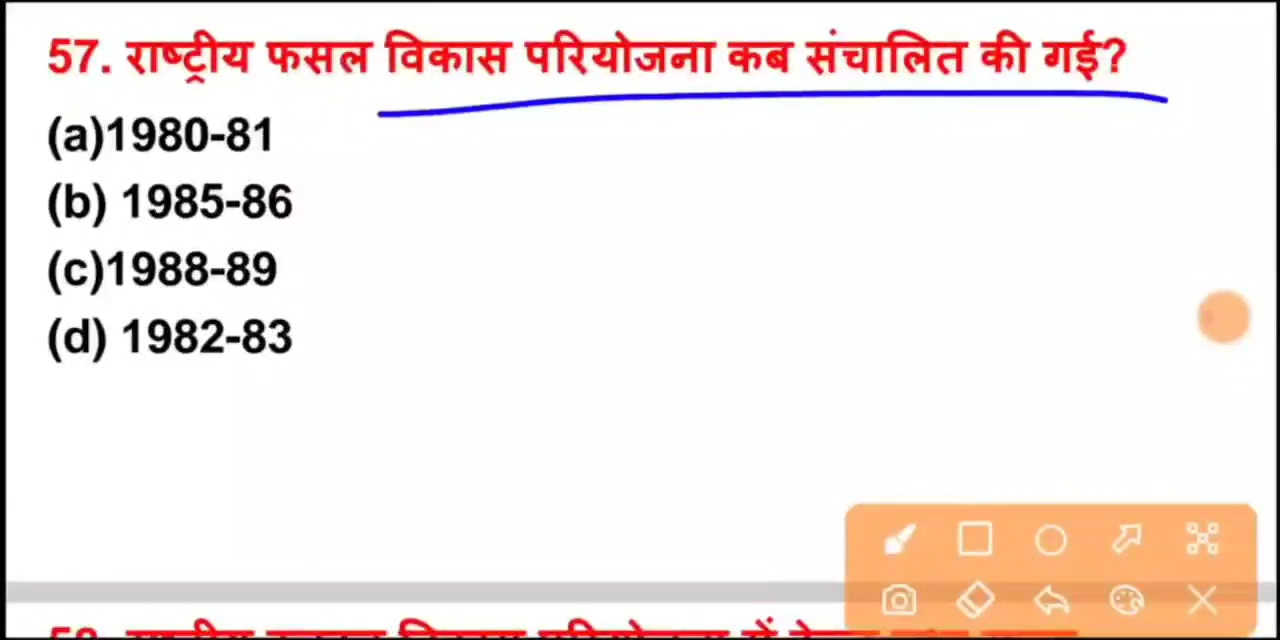 57. राष्ट्रीय फसल विकास परियोजना कब संचालित की गई?
(a)1980-81
(b) 1985-86
(c)1988-89
(d) 1982-83